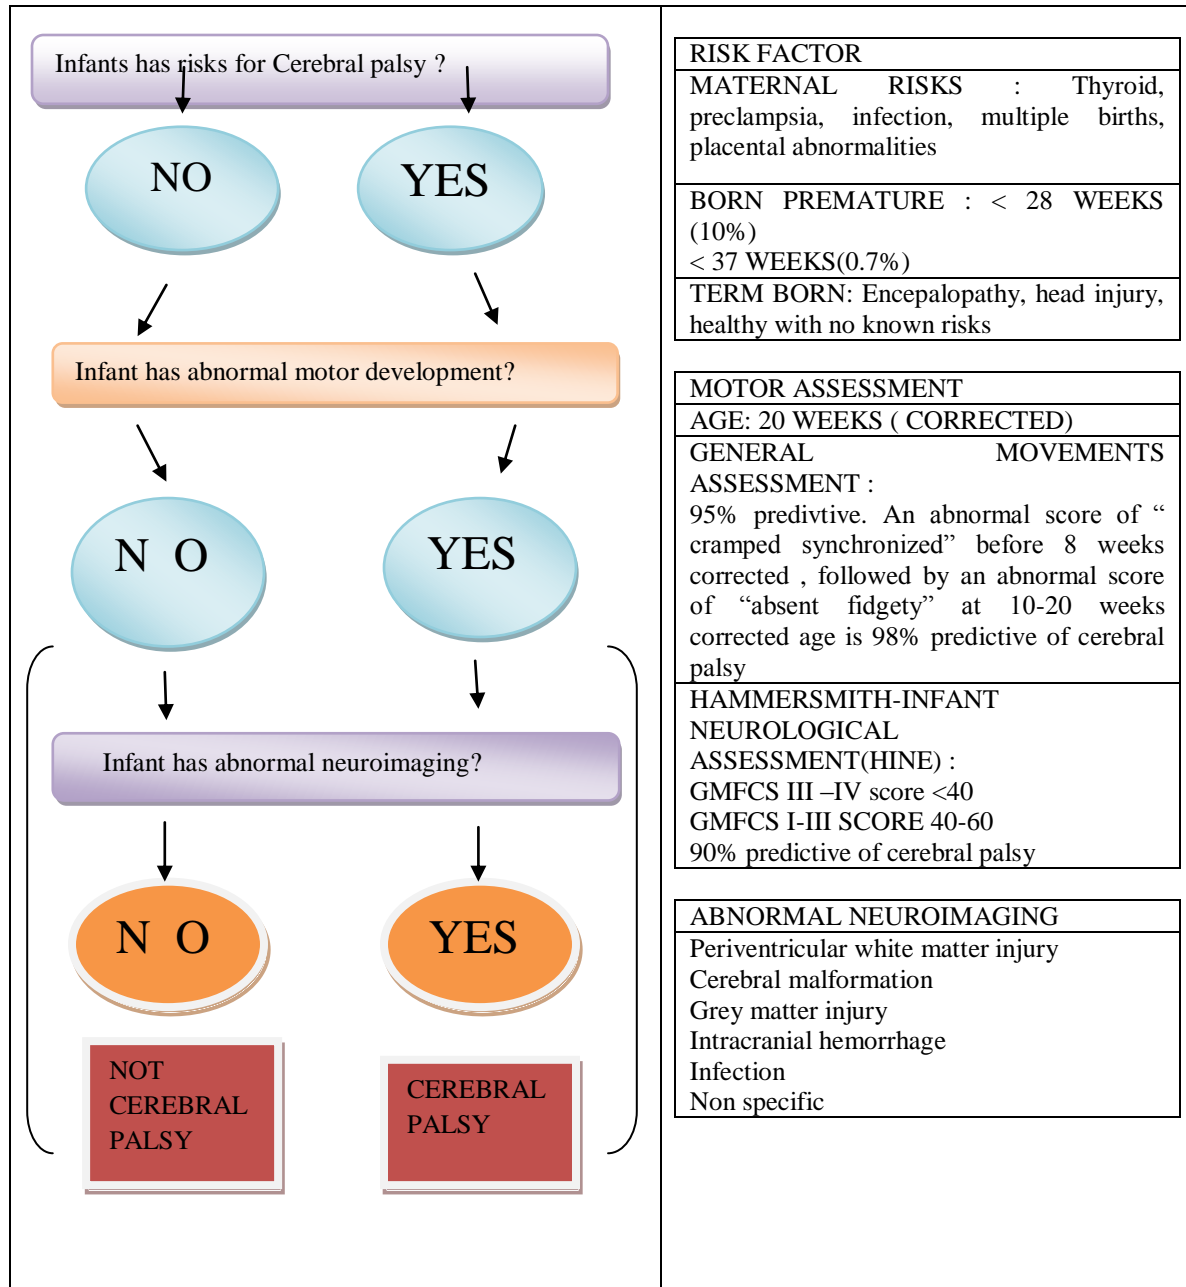 Infants has risks for Cerebral palsy ?
NO
YES
Infant has abnormal motor development?
N O
YES
Infant has abnormal neuroimaging?
N O
YES
NOT
CEREBRAL
PALSY
CEREBRAL
PALSY
RISK FACTOR
MATERNAL RISKS : Thyroid,
preclampsia, infection, multiple births,
placental abnormalities
BORN PREMATURE : < 28 WEEKS
(10%)
< 37 WEEKS(0.7%)
TERM BORN: Encepalopathy, head injury,
healthy with no known risks
MOTOR ASSESSMENT
AGE: 20 WEEKS ( CORRECTED)
GENERAL MOVEMENTS
ASSESSMENT :
95% predivtive. An abnormal score of “
cramped synchronized” before 8 weeks
corrected , followed by an abnormal score
of “absent fidgety” at 10-20 weeks
corrected age is 98% predictive of cerebral
palsy
HAMMERSMITH-INFANT
NEUROLOGICAL
ASSESSMENT(HINE) :
GMFCS III –IV score <40
GMFCS I-III SCORE 40-60
90% predictive of cerebral palsy
ABNORMAL NEUROIMAGING
Periventricular white matter injury
Cerebral malformation
Grey matter injury
Intracranial hemorrhage
Infection
Non specific